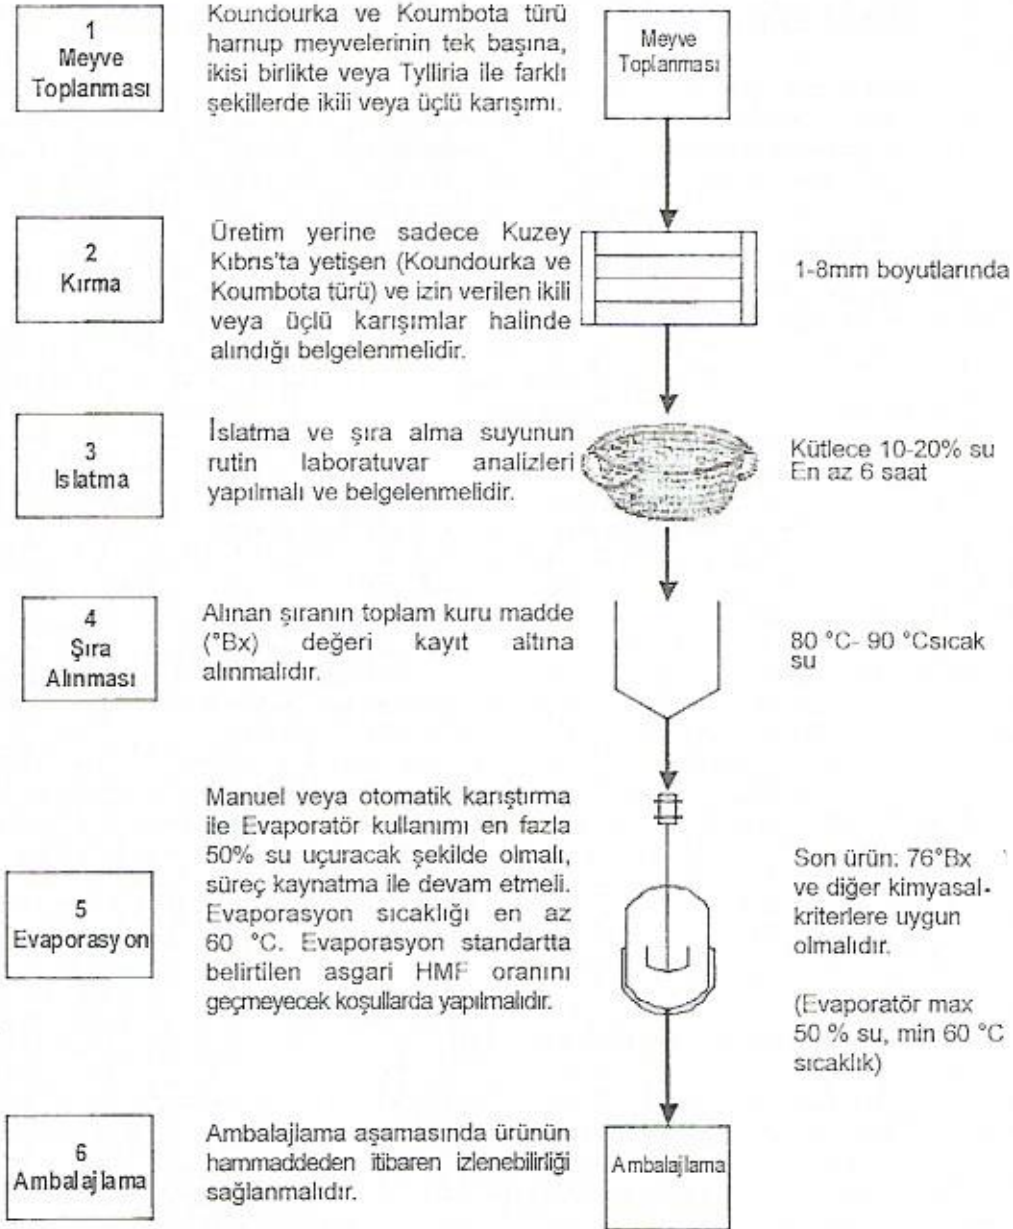 1
Meyve
Toplanması
Koundourka ve Koumbota türü
harnup meyvelerinin tek başına,
ikisi birlikte veya Tylliria ile farklı
şekillerde ikili veya üçlü karışımı.
Meyve
Toplanması
2
Kırma
Üretim yerine sadece Kuzey
Kıbrıs'ta yetişen (Koundourka ve
Koumbota türü) ve izin verilen ikili
veya üçlü karışımlar halinde
alındığı belgelenmelidir.
1-8mm boyutlarında
3
Islatma
İslatma ve şıra alma suyunun
rutin laboratuvar analizleri
yapılmalı ve belgelenmelidir.
Kütlece 10-20% su
En az 6 saat
4
Şıra
Alınması
Alınan şıranın toplam kuru madde
(°Bx) değeri kayıt altına
alınmalıdır.
80 °C- 90 °Csıcak
su
5
Evaporasyon
Manuel veya otomatik karıştırma
ile Evaporatör kullanımı en fazla
50% su uçuracak şekilde olmalı,
süreç kaynatma ile devam etmeli.
Evaporasyon sıcaklığı en az
60 °C. Evaporasyon standartta
belirtilen asgari HMF oranını
geçmeyecek koşullarda yapılmalıdır.
Son ürün: 76°Bx
ve diğer kimyasal
kriterlere uygun
olmalıdır.
(Evaporatör max
50 % su, min 60 °C
sıcaklık)
6
Ambalajlama
Ambalajlama aşamasında ürünün
hammaddeden itibaren izlenebilirliği
sağlanmalıdır.
Ambalajlama